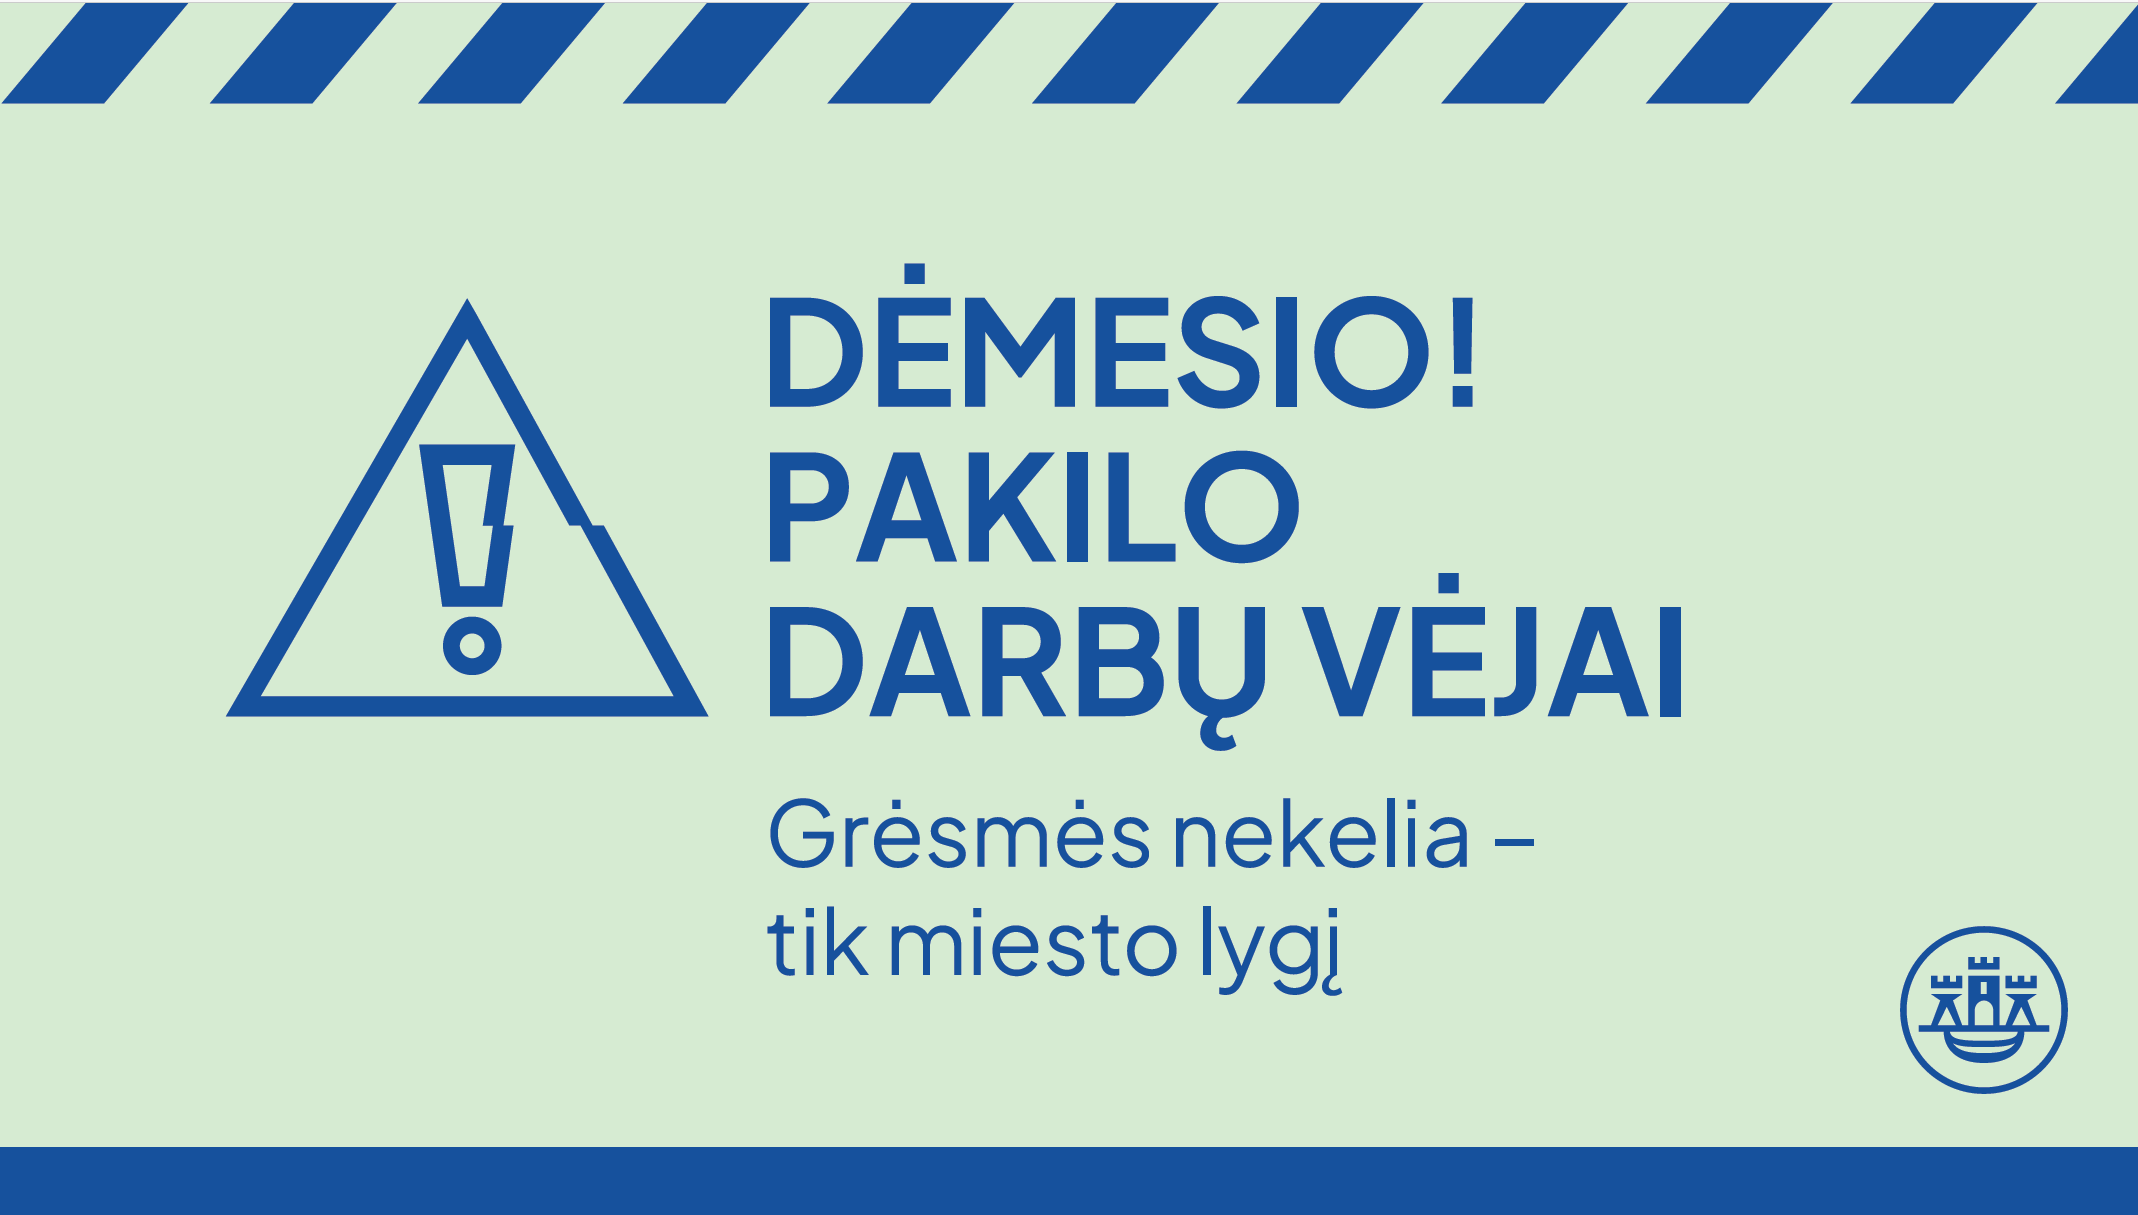 DĖMESIO!
PAKILO
DARBŲ VĖJAI
Grėsmės nekelia –
tik miesto lygį